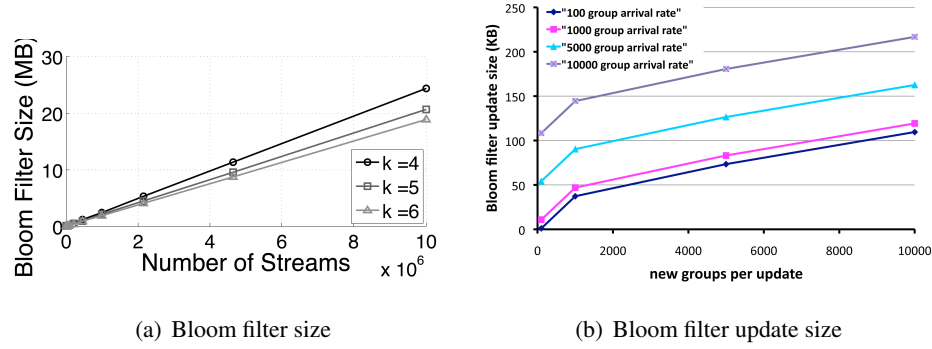 Bloom Filter Size (MB)
30
20
10
0
0
2
4
6
8
10
x 10^6
Number of Streams
k =4
k =5
k =6
(a) Bloom filter size
Bloom filter update size (KB)
250
200
150
100
50
0
0
2000
4000
6000
8000
10000
new groups per update
"100 group arrival rate"
"1000 group arrival rate"
"5000 group arrival rate"
"10000 group arrival rate"
(b) Bloom filter update size